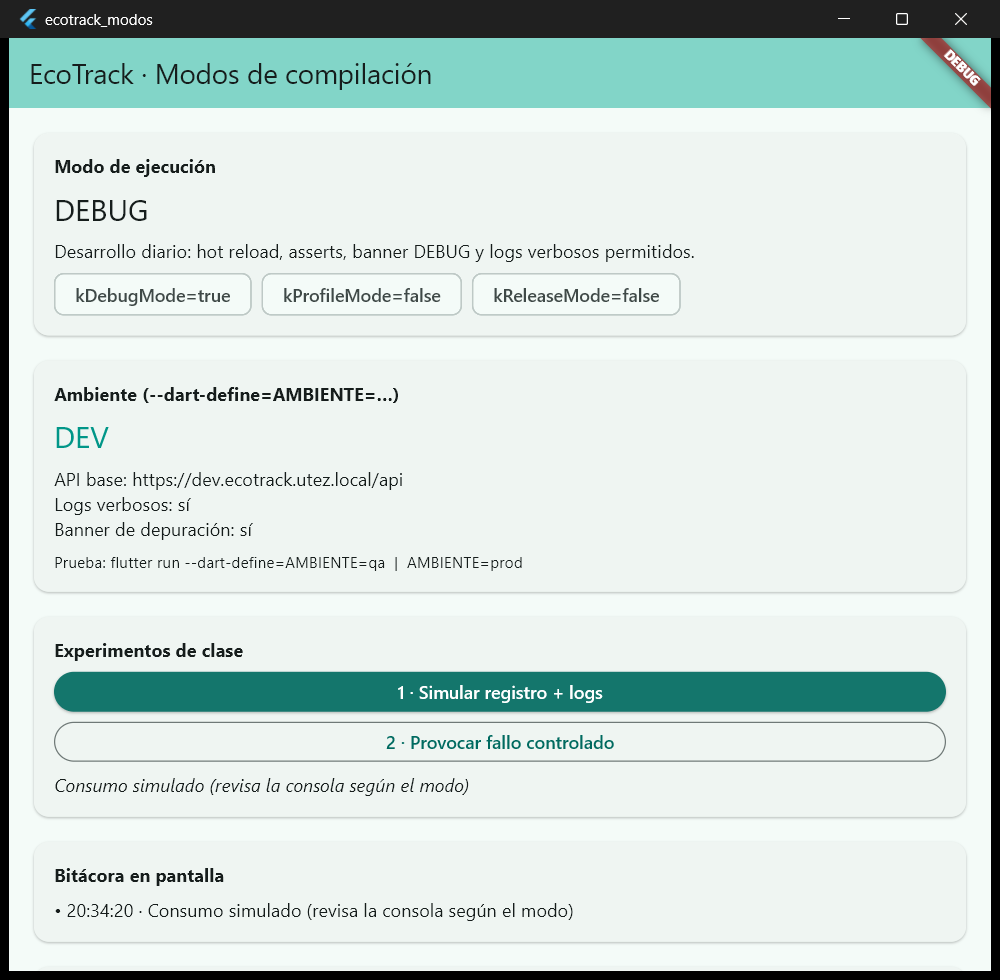 ecotrack_modos
EcoTrack · Modos de compilación
DEBUG
Modo de ejecución
DEBUG
Desarrollo diario: hot reload, asserts, banner DEBUG y logs verbosos permitidos.
kDebugMode=true
kProfileMode=false
kReleaseMode=false
Ambiente (--dart-define=AMBIENTE=...)
DEV
API base: https://dev.ecotrack.utez.local/api
Logs verbosos: sí
Banner de depuración: sí
Prueba: flutter run --dart-define=AMBIENTE=qa | AMBIENTE=prod
Experimentos de clase
1 · Simular registro + logs
2 · Provocar fallo controlado
Consumo simulado (revisa la consola según el modo)
Bitácora en pantalla
• 20:34:20 · Consumo simulado (revisa la consola según el modo)